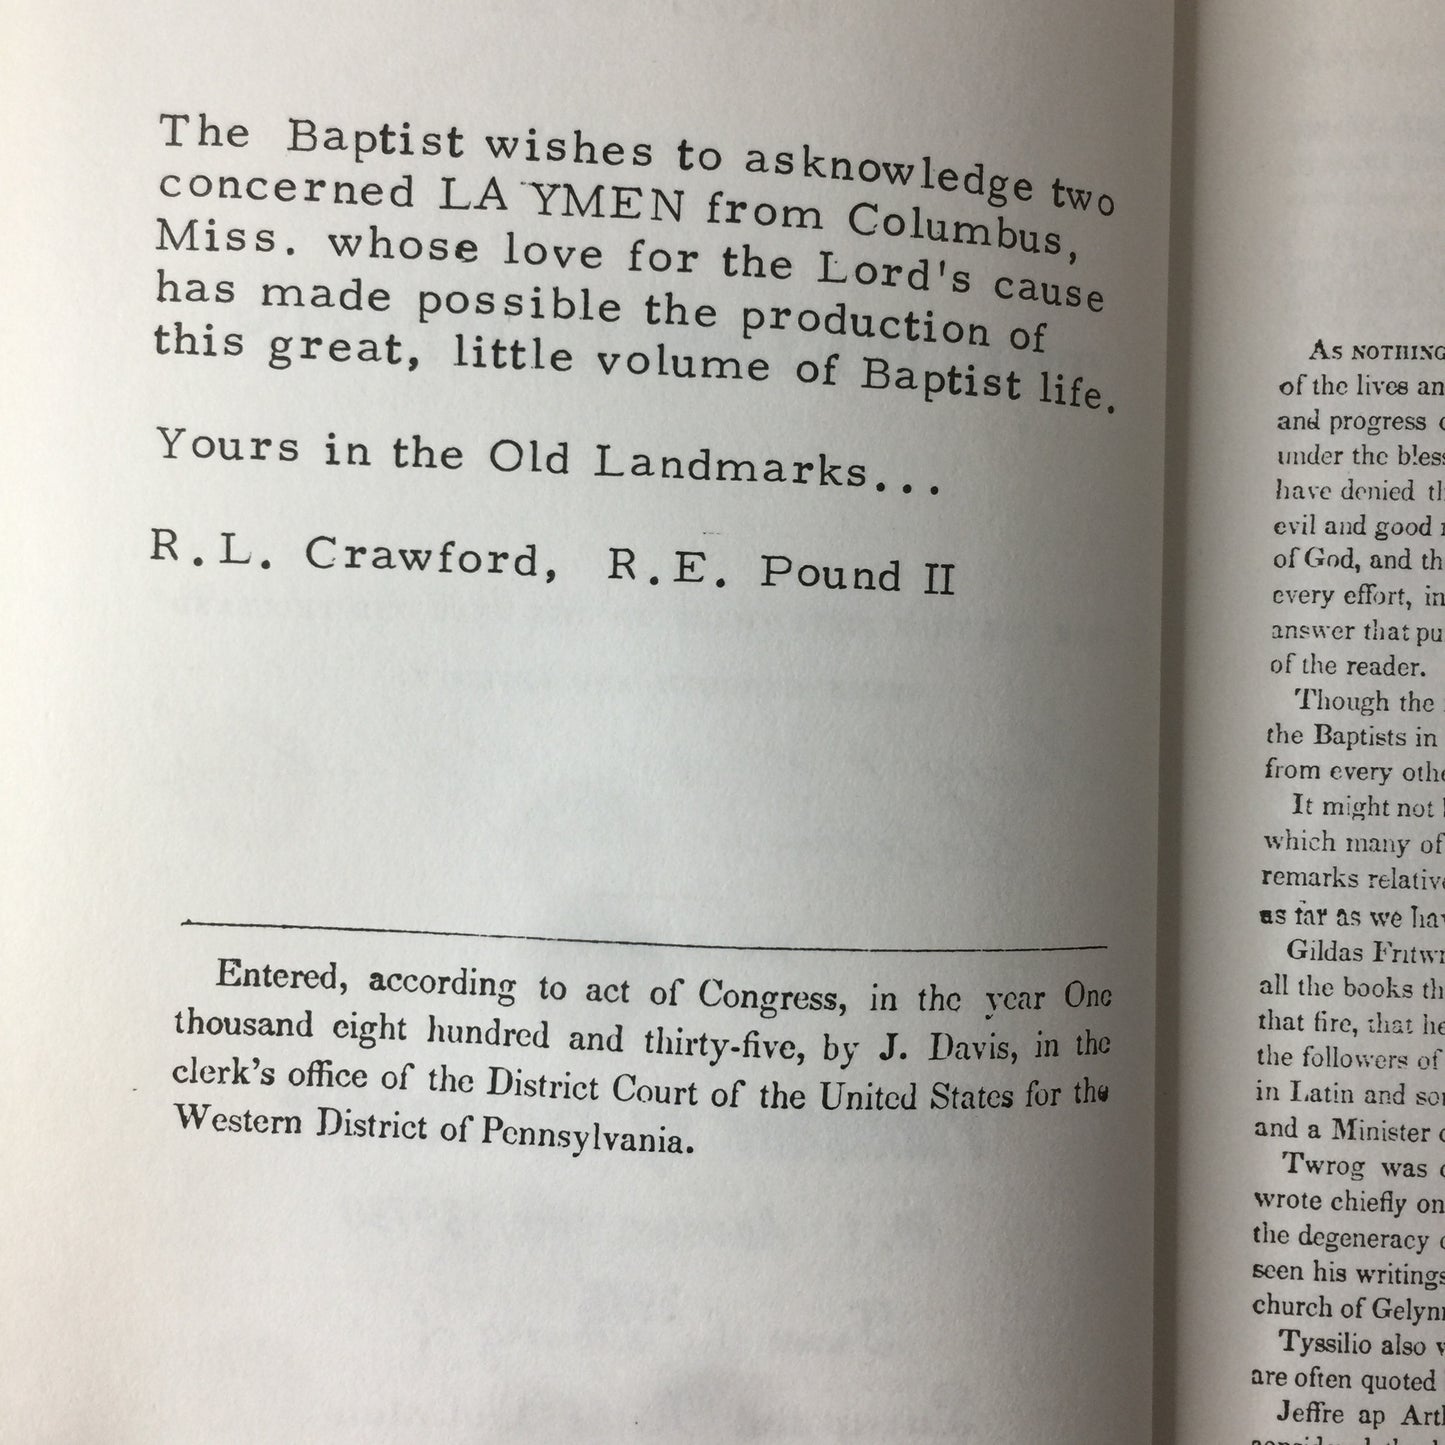 The Baptist wishes to asknowledge two
concerned LA YMEN from Columbus,
Miss. whose love for the Lord's cause
has made possible the production of
this great, little volume of Baptist life.
Yours in the Old Landmarks...
R.L. Crawford, R.E. Pound II
Entered, according to act of Congress, in the year One
thousand eight hundred and thirty-five, by J. Davis, in the
clerk's office of the District Court of the United States for the
Western District of Pennsylvania.
As NOTHING
of the lives an
and progress
under the bless
have denied
evil and good
of God, and th
every effort, in
answer that pu
of the reader.
Though the
the Baptists in
from every othe
It might not
which many of
remarks relative
as far as we hav
Gildas
all the books th
that fire, that he
the followers of
in Latin and
and a Minister
Twrog was
wrote chiefly on
the degeneracy
seen his writings
church of
Tyssilio also
are often quoted
Jeffre ap